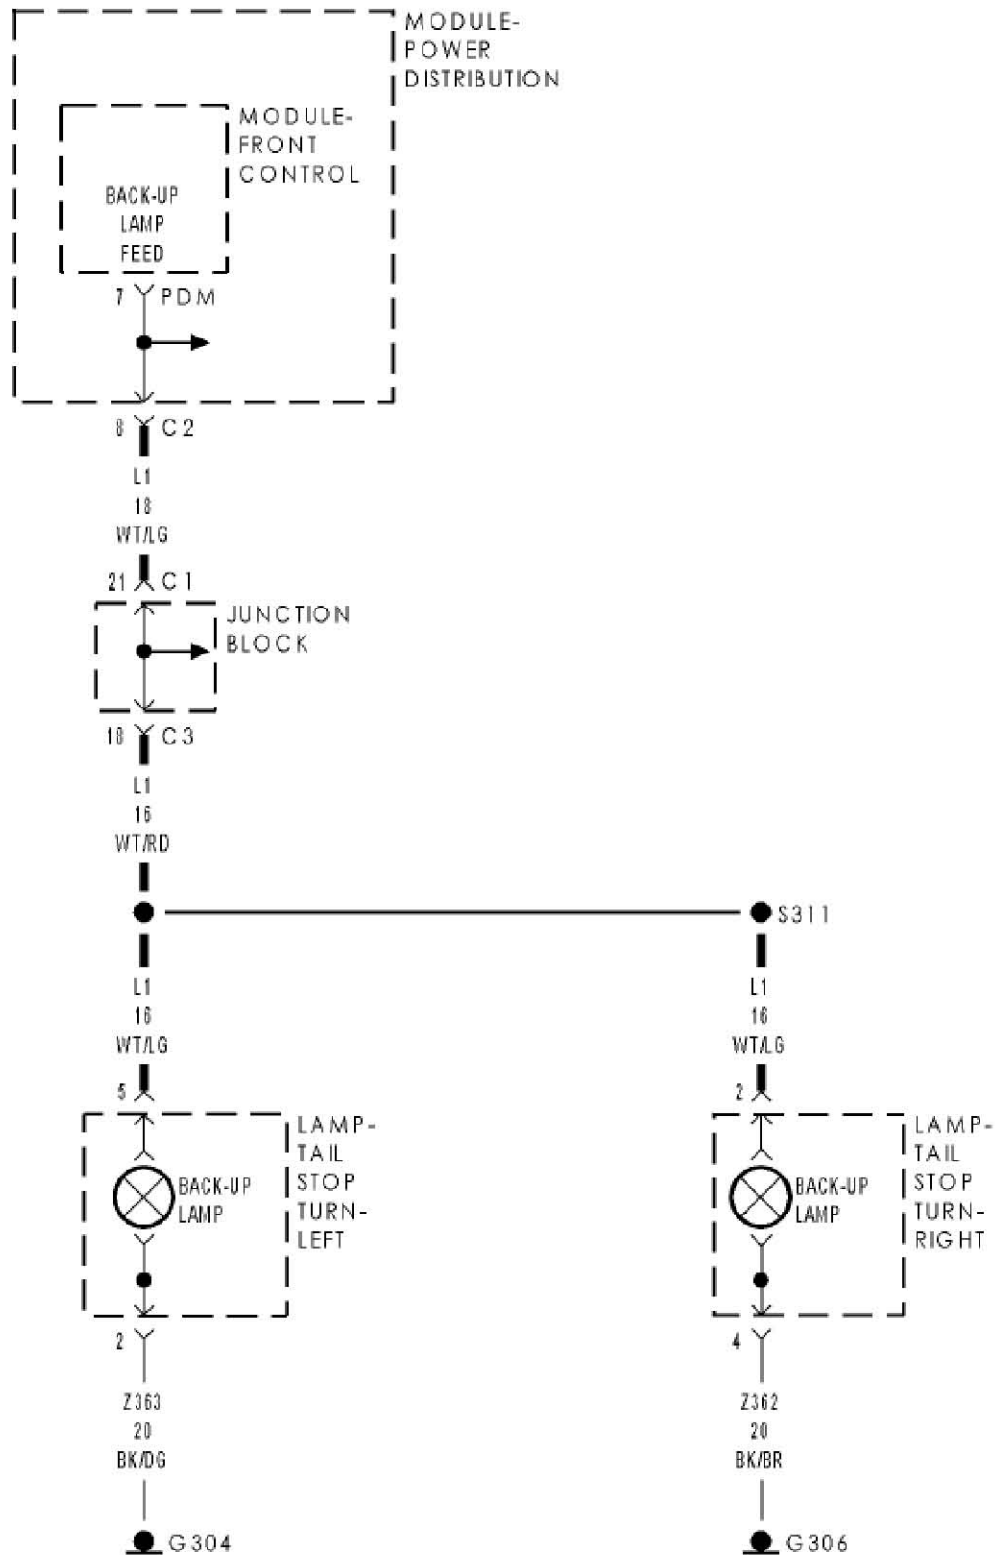 MODULE-
POWER
DISTRIBUTION
MODULE-
FRONT
CONTROL
BACK-UP
LAMP
FEED
7 PDM
8 C2
L1
18
WT/LG
21 C1
JUNCTION
BLOCK
18 C3
L1
16
WT/RD
S311
L1
16
WT/LG
5
LAMP-
TAIL
STOP
TURN-
LEFT
BACK-UP
LAMP
2
Z363
20
BK/DG
G304
L1
16
WT/LG
2
LAMP-
TAIL
STOP
TURN-
RIGHT
BACK-UP
LAMP
4
Z362
20
BK/BR
G306